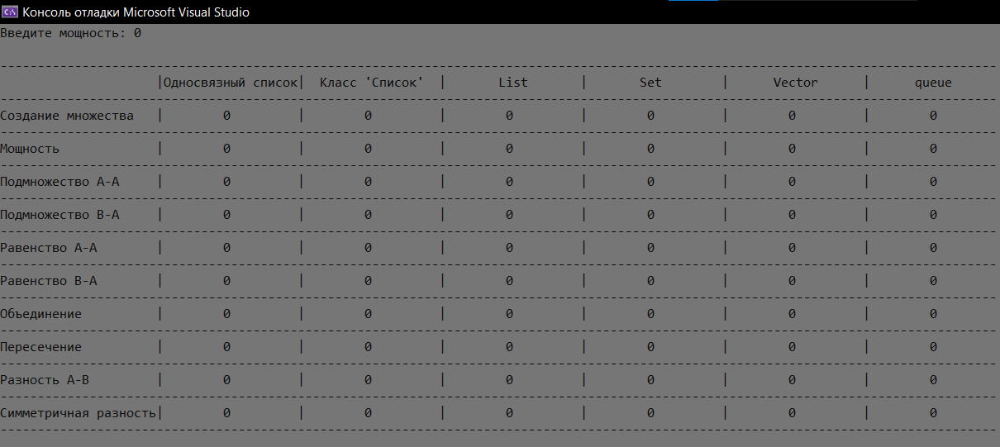 Консоль отладки Microsoft Visual Studio
Введите мощность: 0
|Односвязный список| Класс 'Список' | List | Set | Vector | queue
Создание множества | 0 | 0 | 0 | 0 | 0 | 0
Мощность | 0 | 0 | 0 | 0 | 0 | 0
Подмножество A-A | 0 | 0 | 0 | 0 | 0 | 0
Подмножество B-A | 0 | 0 | 0 | 0 | 0 | 0
Равенство A-A | 0 | 0 | 0 | 0 | 0 | 0
Равенство B-A | 0 | 0 | 0 | 0 | 0 | 0
Объединение | 0 | 0 | 0 | 0 | 0 | 0
Пересечение | 0 | 0 | 0 | 0 | 0 | 0
Разность A-B | 0 | 0 | 0 | 0 | 0 | 0
Симметричная разность| 0 | 0 | 0 | 0 | 0 | 0